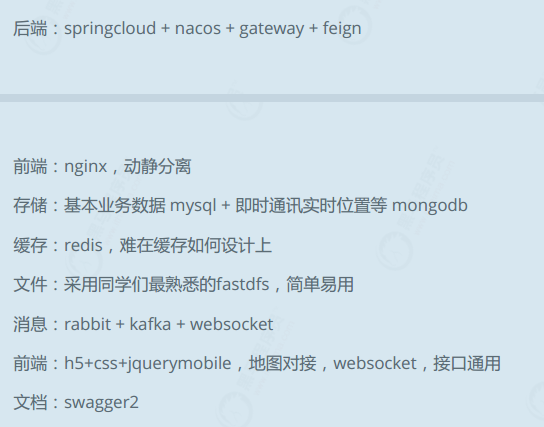 后端：springcloud + nacos + gateway + feign
前端：nginx，动静分离
存储：基本业务数据 mysql + 即时通讯实时位置等 mongodb
缓存：redis，难在缓存如何设计上
文件：采用同学们最熟悉的fastdfs，简单易用
消息：rabbit + kafka + websocket
前端：h5+css+jquerymobile，地图对接，websocket，接口通用
文档：swagger2